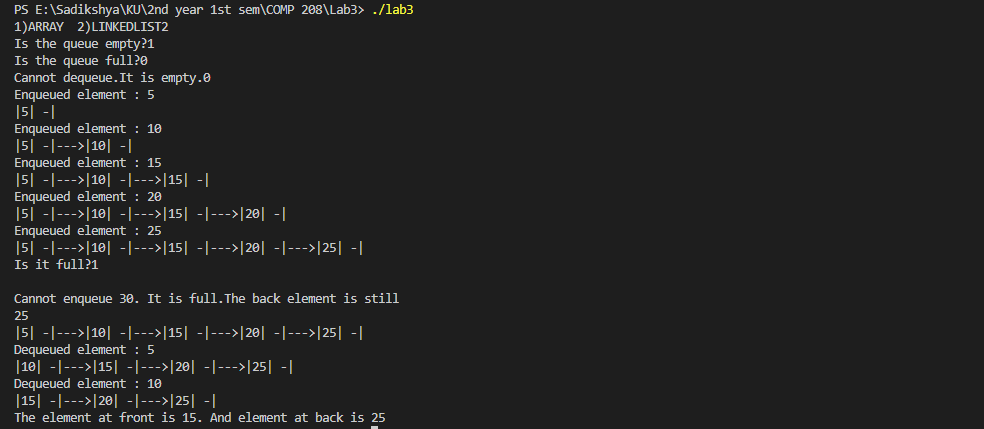 PS E:\Sadikshya\KU\2nd year 1st sem\COMP 208\Lab3> ./lab3
1)ARRAY  2)LINKEDLIST2
Is the queue empty?1
Is the queue full?0
Cannot dequeue.It is empty.0
Enqueued element : 5
|5| -|
Enqueued element : 10
|5| -|--->|10| -|
Enqueued element : 15
|5| -|--->|10| -|--->|15| -|
Enqueued element : 20
|5| -|--->|10| -|--->|15| -|--->|20| -|
Enqueued element : 25
|5| -|--->|10| -|--->|15| -|--->|20| -|--->|25| -|
Is it full?1

Cannot enqueue 30. It is full.The back element is still
25
|5| -|--->|10| -|--->|15| -|--->|20| -|--->|25| -|
Dequeued element : 5
|10| -|--->|15| -|--->|20| -|--->|25| -|
Dequeued element : 10
|15| -|--->|20| -|--->|25| -|
The element at front is 15. And element at back is 25